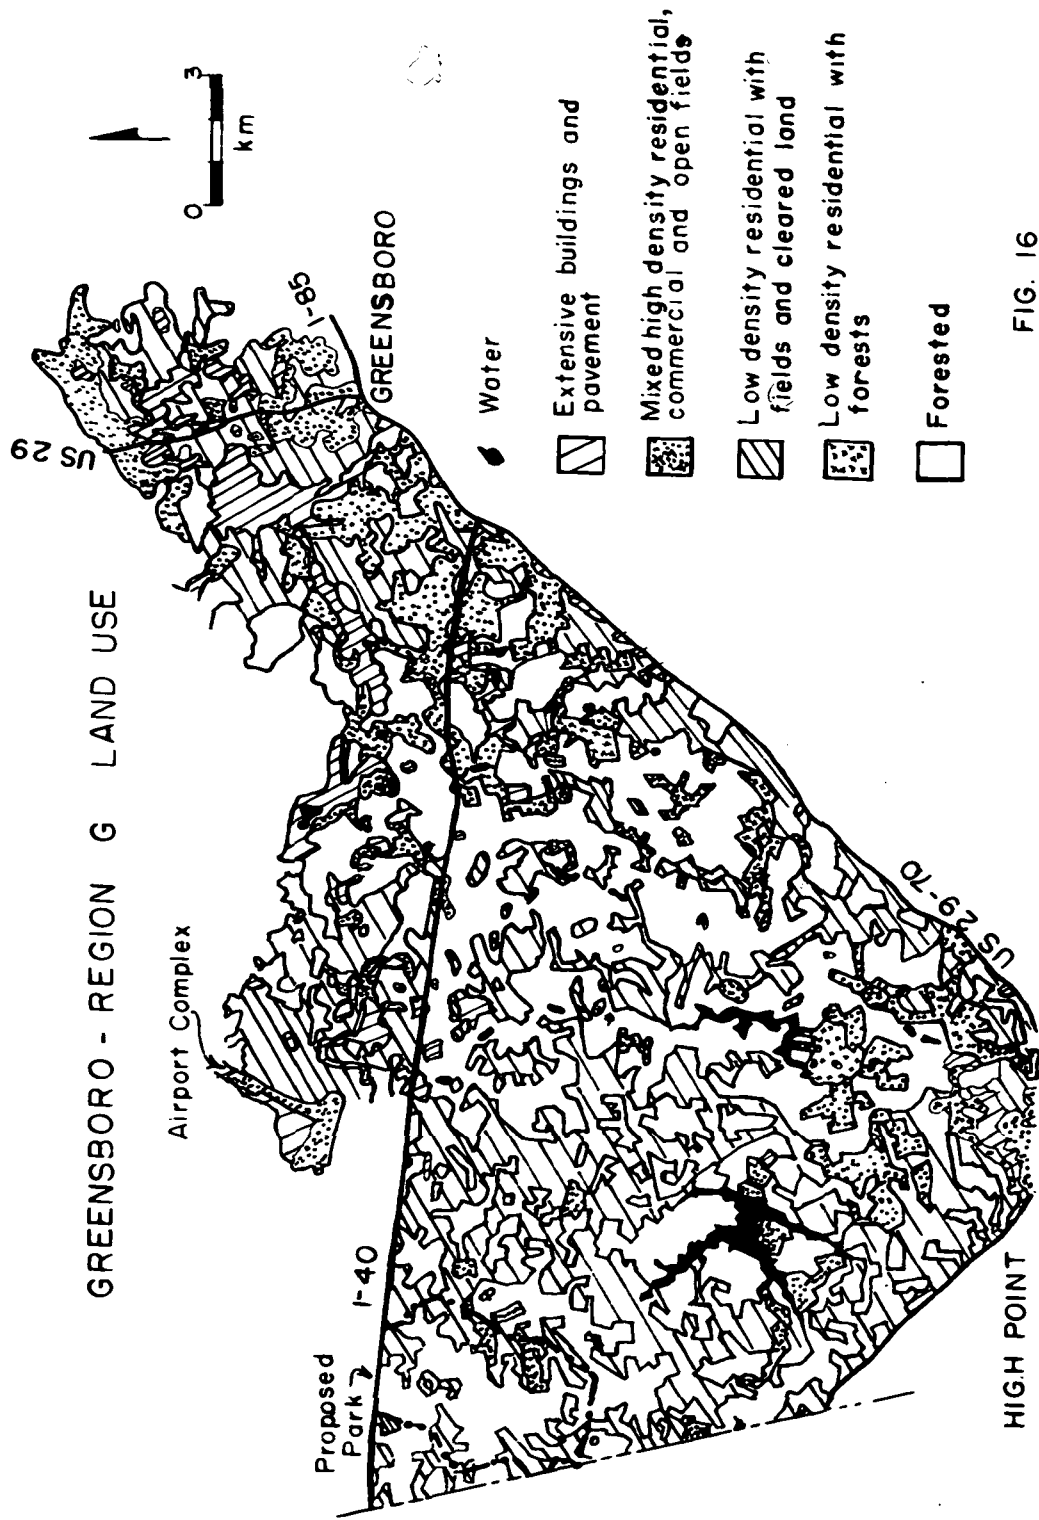 GREENSBORO - REGION G LAND USE
0 3
km
US 29
I-85
GREENSBORO
Airport Complex
Proposed
Park
I-40
US 29-70
HIGH POINT
Water
Extensive buildings and
pavement
Mixed high density residential,
commercial and open fields
Low density residential with
fields and cleared land
Low density residential with
forests
Forested
FIG. 16